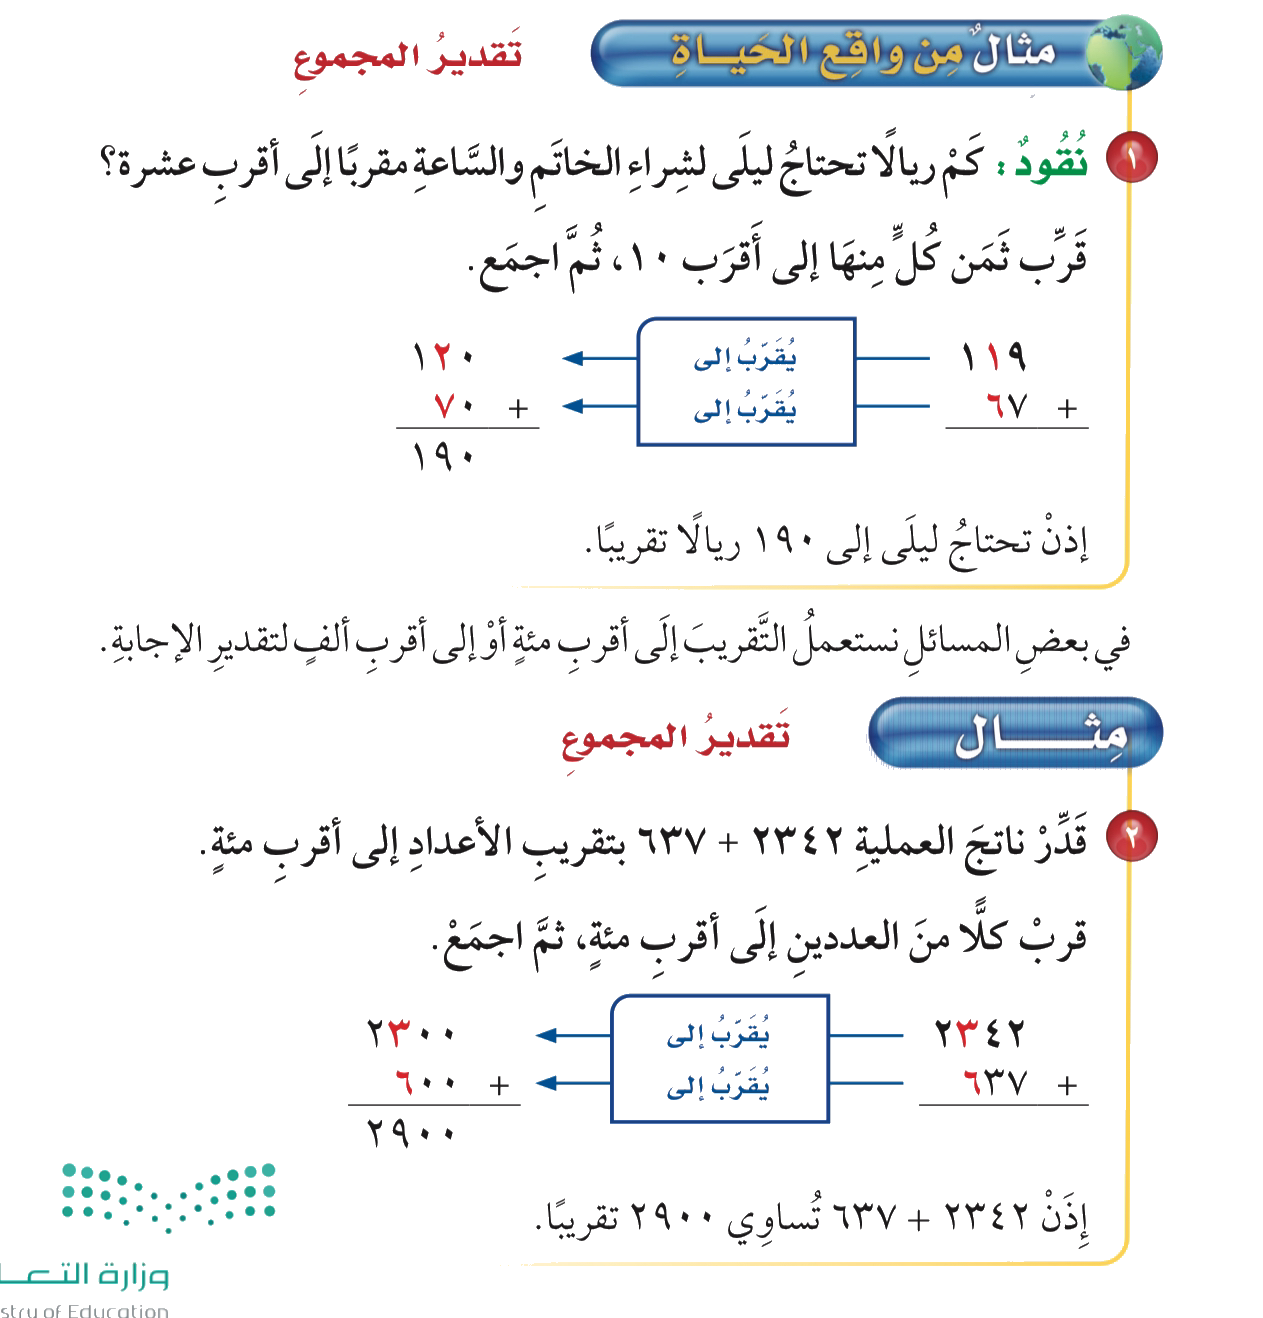 مثالٌ مِن واقِعِ الحَيـاةِ تَقديرُ المجموعِ
١ نُقُودٌ: كَمْ ريالًا تحتاجُ ليلَى لشِراءِ الخاتَمِ والسَّاعةِ مقربًا إلَى أقربِ عشرة؟
قَرِّب ثَمَن كُلٍّ مِنهَا إلى أَقرَب ١٠، ثُمَّ اجمَع.
١١٩ يُقَرّبُ إلى ١٢٠
+ ٦٧ يُقَرّبُ إلى + ٧٠
١٩٠
إذنْ تحتاجُ ليلَى إلى ١٩٠ ريالًا تقريبًا.
في بعضِ المسائلِ نستعملُ التَّقريبَ إلَى أقربِ مئةٍ أوْ إلى أقربِ ألفٍ لتقديرِ الإجابةِ.
مِثـــــال تَقديرُ المجموعِ
٢ قَدِّرْ ناتجَ العمليةِ ٢٣٤٢ + ٦٣٧ بتقريبِ الأعدادِ إلى أقربِ مئةٍ.
قربْ كلًّا منَ العددينِ إلَى أقربِ مئةٍ، ثمَّ اجمَعْ.
٢٣٤٢ يُقَرّبُ إلى ٢٣٠٠
+ ٦٣٧ يُقَرّبُ إلى + ٦٠٠
٢٩٠٠
إِذَنْ ٢٣٤٢ + ٦٣٧ تُساوِي ٢٩٠٠ تقريبًا.
وزارة التـعـ
stry of Education